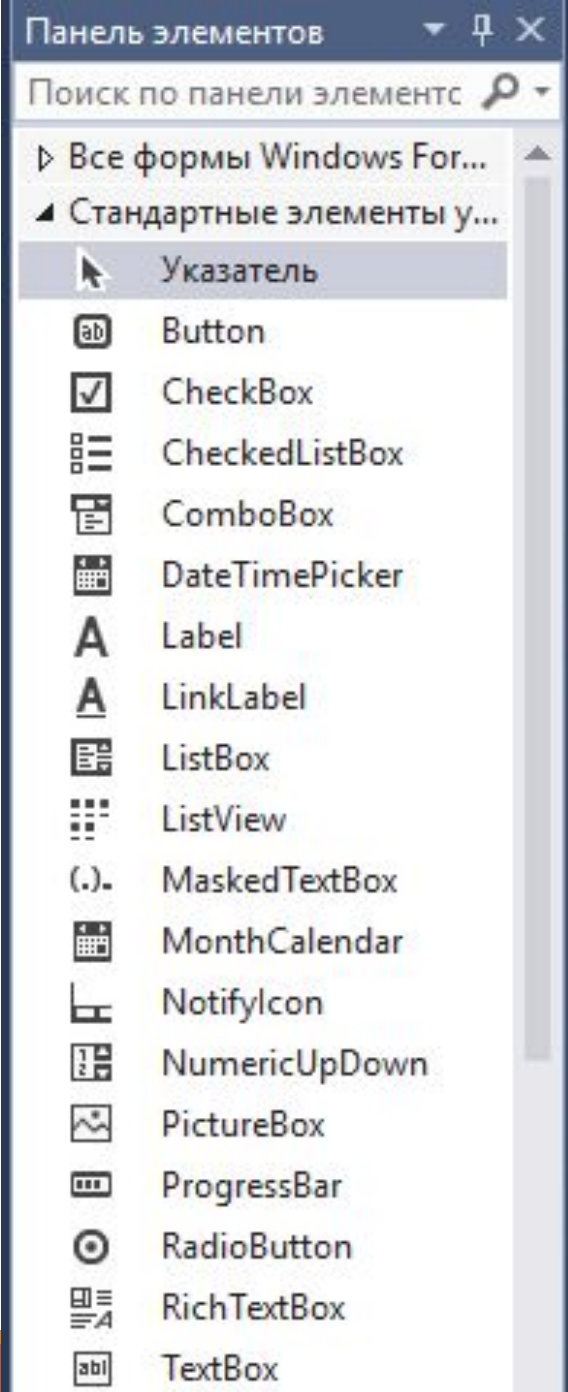 Панель элементов
Поиск по панели элементс
Все формы Windows For...
Стандартные элементы у...
Указатель
Button
CheckBox
CheckedListBox
ComboBox
DateTimePicker
Label
LinkLabel
ListBox
ListView
MaskedTextBox
MonthCalendar
NotifyIcon
NumericUpDown
PictureBox
ProgressBar
RadioButton
RichTextBox
TextBox